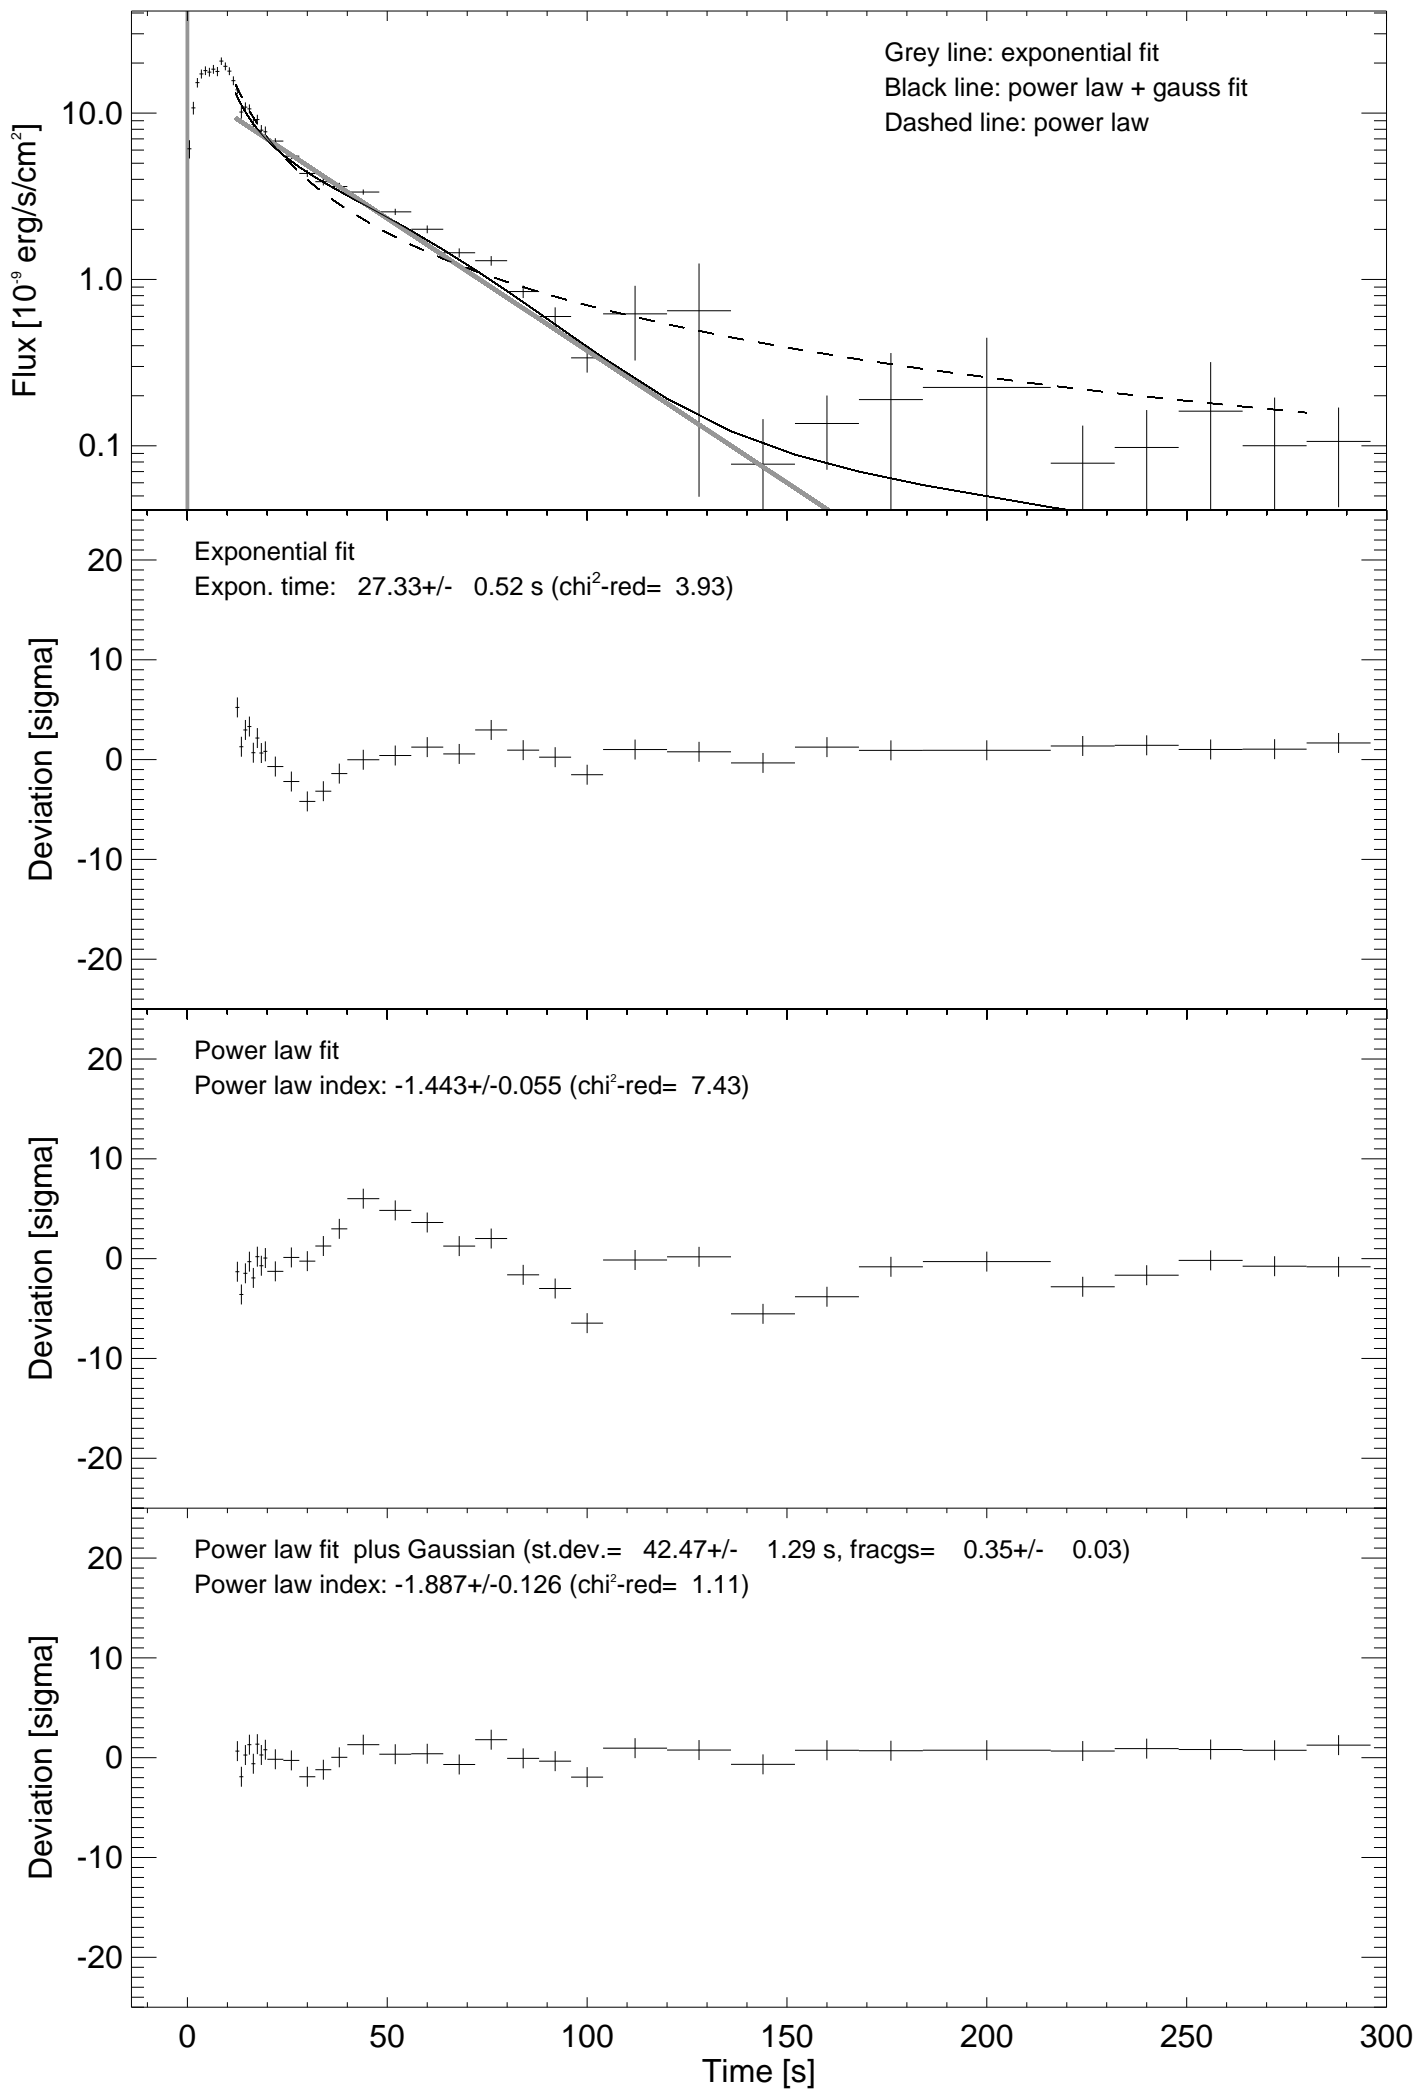 Grey line: exponential fit
Black line: power law + gauss fit
Dashed line: power law
Flux [10⁻⁹ erg/s/cm²]
10.0
1.0
0.1
Exponential fit
Expon. time: 27.33+/- 0.52 s (chi²-red= 3.93)
Deviation [sigma]
20
10
0
-10
-20
Power law fit
Power law index: -1.443+/-0.055 (chi²-red= 7.43)
Deviation [sigma]
20
10
0
-10
-20
Power law fit plus Gaussian (st.dev.= 42.47+/- 1.29 s, fracgs= 0.35+/- 0.03)
Power law index: -1.887+/-0.126 (chi²-red= 1.11)
Deviation [sigma]
20
10
0
-10
-20
0 50 100 150 200 250 300
Time [s]